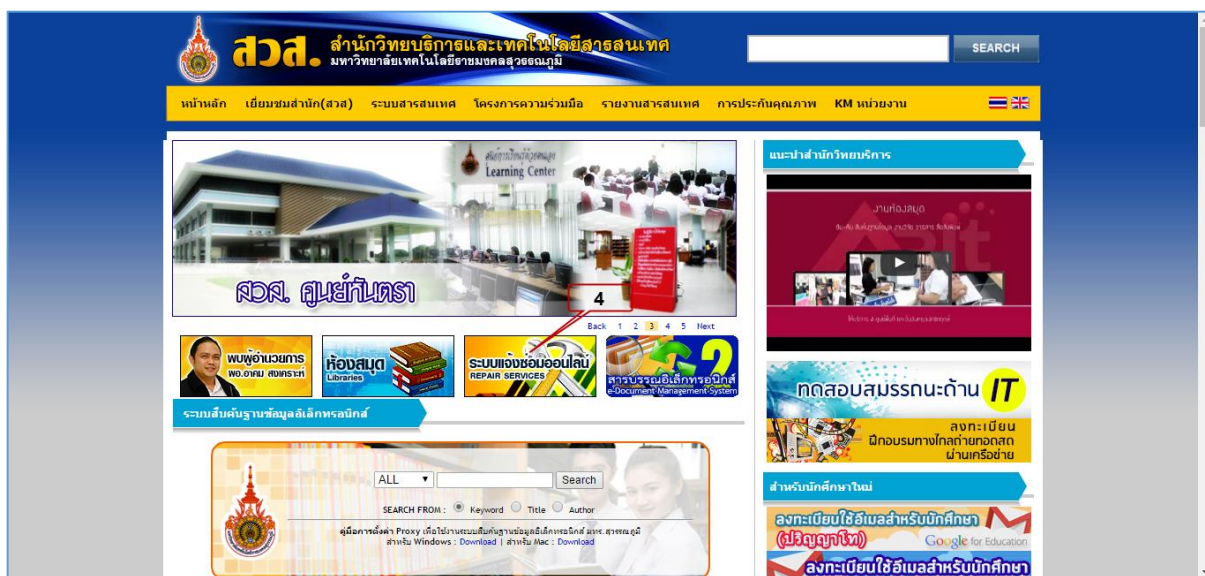 สวส. สำนักวิทยบริการและเทคโนโลยีสารสนเทศ
มหาวิทยาลัยเทคโนโลยีราชมงคลสุวรรณภูมิ
SEARCH
หน้าหลัก เยี่ยมชมสำนัก(สวส) ระบบสารสนเทศ โครงการความร่วมมือ รายงานสารสนเทศ การประกันคุณภาพ KM หน่วยงาน
ศูนย์การเรียนรู้ด้วยตนเอง
Learning Center
สวส. ศูนย์หันตรา
4
Back 1 2 3 4 5 Next
พบผู้อำนวยการ
ห้องสมุด
Libraries
ระบบแจ้งซ่อมออนไลน์
REPAIR SERVICES
สารบรรณอิเล็กทรอนิกส์
e-Document Management System
ระบบสืบค้นฐานข้อมูลอิเล็กทรอนิกส์
ALL
Search
SEARCH FROM : Keyword Title Author
คู่มือการตั้งค่า Proxy เพื่อใช้งานระบบสืบค้นฐานข้อมูลอิเล็กทรอนิกส์ มทร.สุวรรณภูมิ
สำหรับ Windows : Download | สำหรับ Mac : Download
แนะนำสำนักวิทยบริการ
งานห้องสมุด
ทดสอบสมรรถนะด้าน IT
ลงทะเบียน
ฝึกอบรมทางไกลถ่ายทอดสด
ผ่านเครือข่าย
สำหรับนักศึกษาใหม่
ลงทะเบียนใช้อีเมลสำหรับนักศึกษา
(ปริญญาโท)
Google for Education
ลงทะเบียนใช้อีเมลสำหรับนักศึกษา